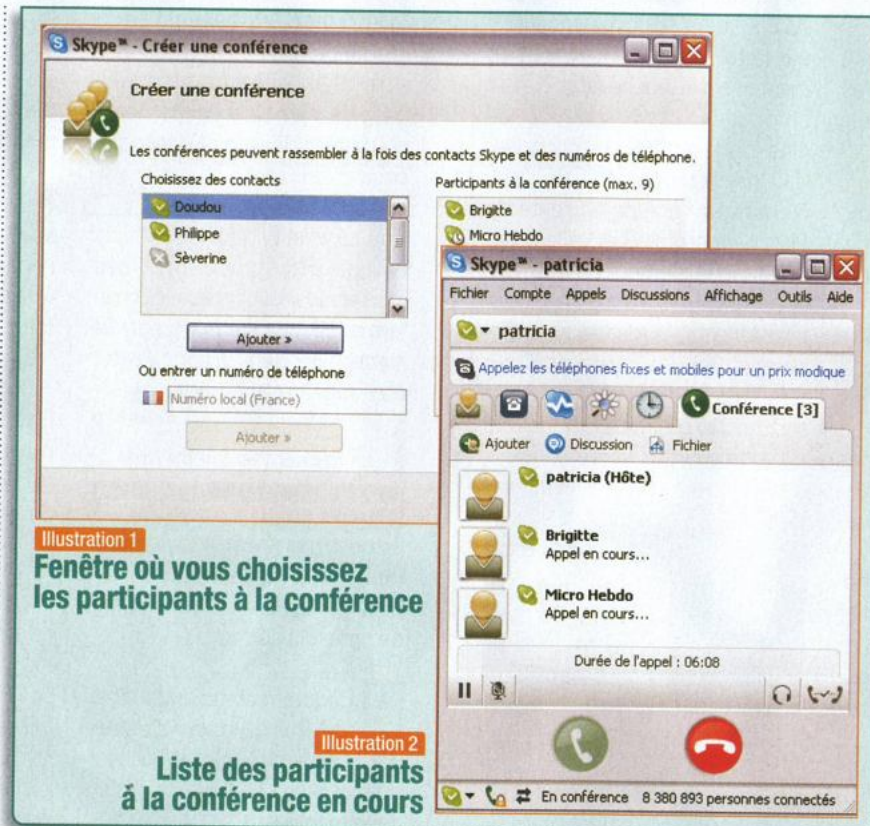 Skype™ - Créer une conférence
Créer une conférence
Les conférences peuvent rassembler à la fois des contacts Skype et des numéros de téléphone.
Choisissez des contacts
Doudou
Philippe
Sèverine
Ajouter »
Ou entrer un numéro de téléphone
Numéro local (France)
Ajouter »
Participants à la conférence (max. 9)
Brigitte
Micro Hebdo
Illustration 1
Fenêtre où vous choisissez
les participants à la conférence
Skype™ - patricia
Fichier Compte Appels Discussions Affichage Outils Aide
patricia
Appelez les téléphones fixes et mobiles pour un prix modique
Conférence [3]
Ajouter Discussion Fichier
patricia (Hôte)
Brigitte
Appel en cours...
Micro Hebdo
Appel en cours...
Durée de l'appel : 06:08
En conférence 8 380 893 personnes connectés
Illustration 2
Liste des participants
á la conférence en cours